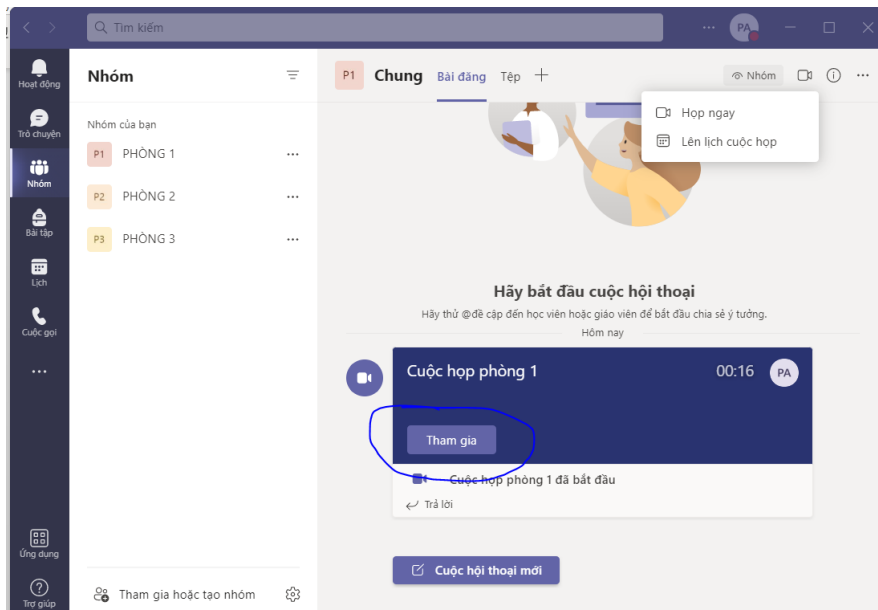 Tìm kiếm
PA
Hoạt động
Trò chuyện
Nhóm
Bài tập
Lịch
Cuộc gọi
Ứng dụng
Trợ giúp
Nhóm
Nhóm của bạn
P1 PHÒNG 1
P2 PHÒNG 2
P3 PHÒNG 3
Tham gia hoặc tạo nhóm
P1 Chung Bài đăng Tệp
Nhóm
Họp ngay
Lên lịch cuộc họp
Hãy bắt đầu cuộc hội thoại
Hãy thử @đề cập đến học viên hoặc giáo viên để bắt đầu chia sẻ ý tưởng.
Hôm nay
Cuộc họp phòng 1 00:16 PA
Tham gia
Cuộc họp phòng 1 đã bắt đầu
Trả lời
Cuộc hội thoại mới